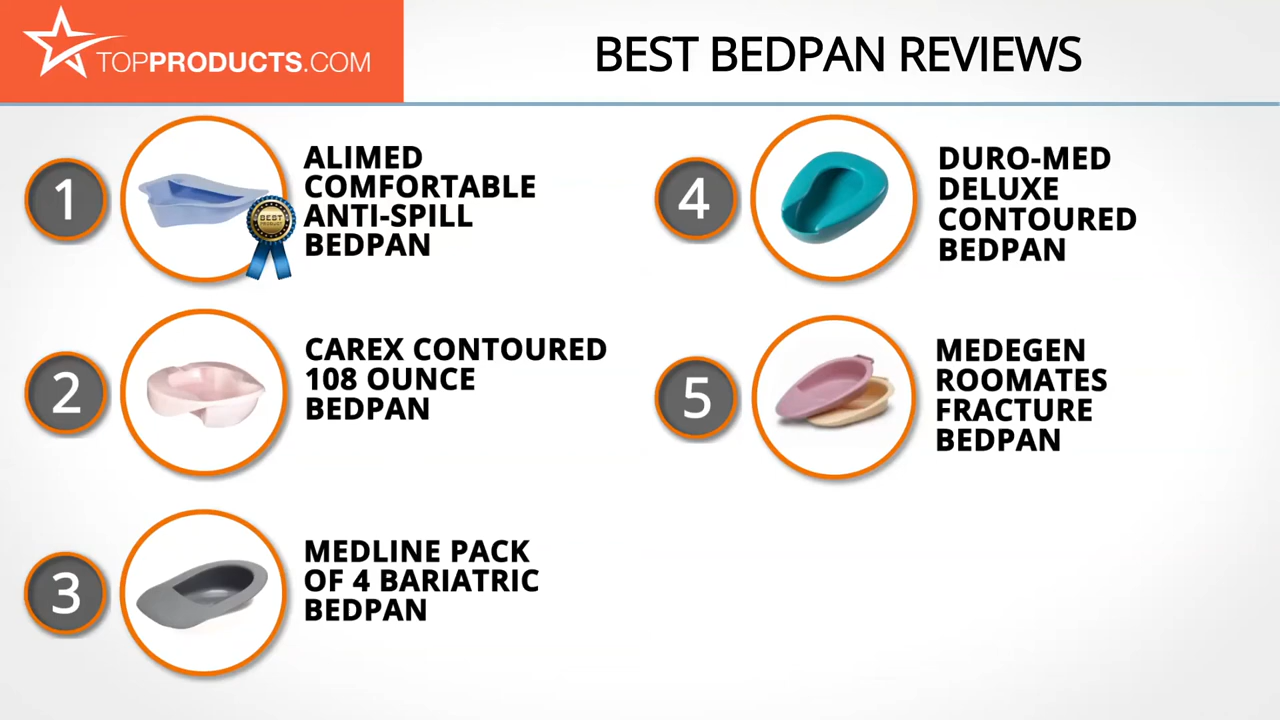 TOPPRODUCTS.COM
BEST BEDPAN REVIEWS
1
ALIMED
COMFORTABLE
ANTI-SPILL
BEDPAN
BEST
2
CAREX CONTOURED
108 OUNCE
BEDPAN
3
MEDLINE PACK
OF 4 BARIATRIC
BEDPAN
4
DURO-MED
DELUXE
CONTOURED
BEDPAN
5
MEDEGEN
ROOMATES
FRACTURE
BEDPAN